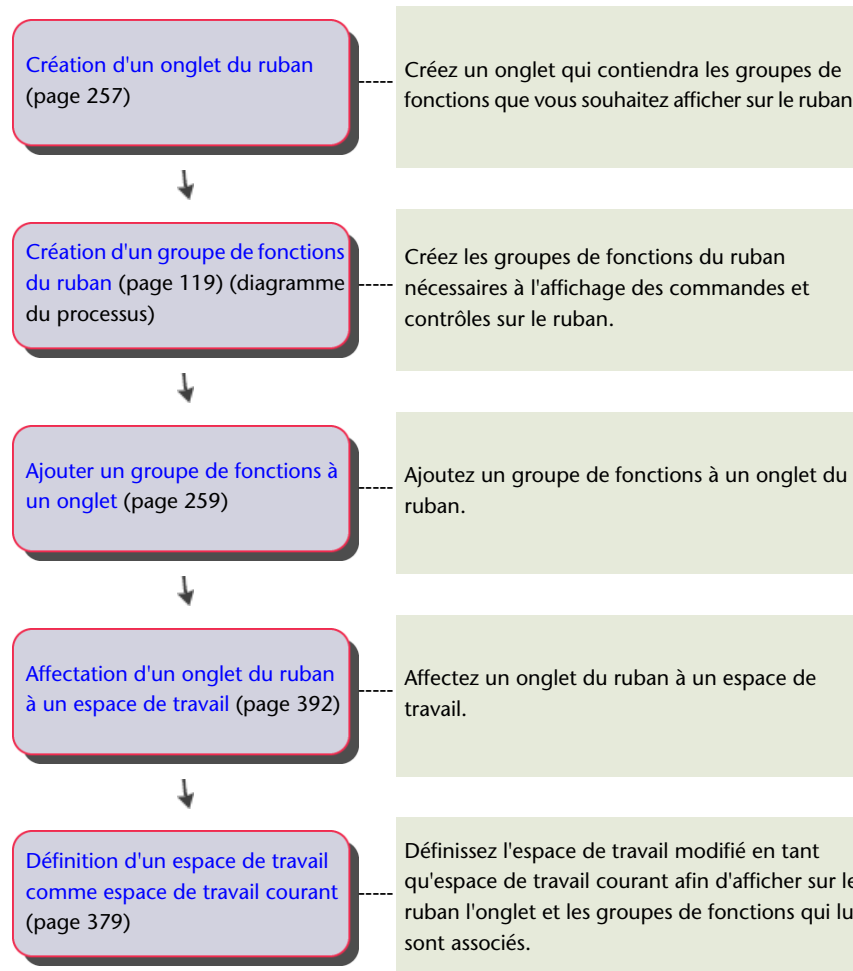 Création d'un onglet du ruban
(page 257)
Créez un onglet qui contiendra les groupes de
fonctions que vous souhaitez afficher sur le ruban
Création d'un groupe de fonctions
du ruban (page 119) (diagramme
du processus)
Créez les groupes de fonctions du ruban
nécessaires à l'affichage des commandes et
contrôles sur le ruban.
Ajouter un groupe de fonctions à
un onglet (page 259)
Ajoutez un groupe de fonctions à un onglet du
ruban.
Affectation d'un onglet du ruban
à un espace de travail (page 392)
Affectez un onglet du ruban à un espace de
travail.
Définition d'un espace de travail
comme espace de travail courant
(page 379)
Définissez l'espace de travail modifié en tant
qu'espace de travail courant afin d'afficher sur le
ruban l'onglet et les groupes de fonctions qui lu
sont associés.